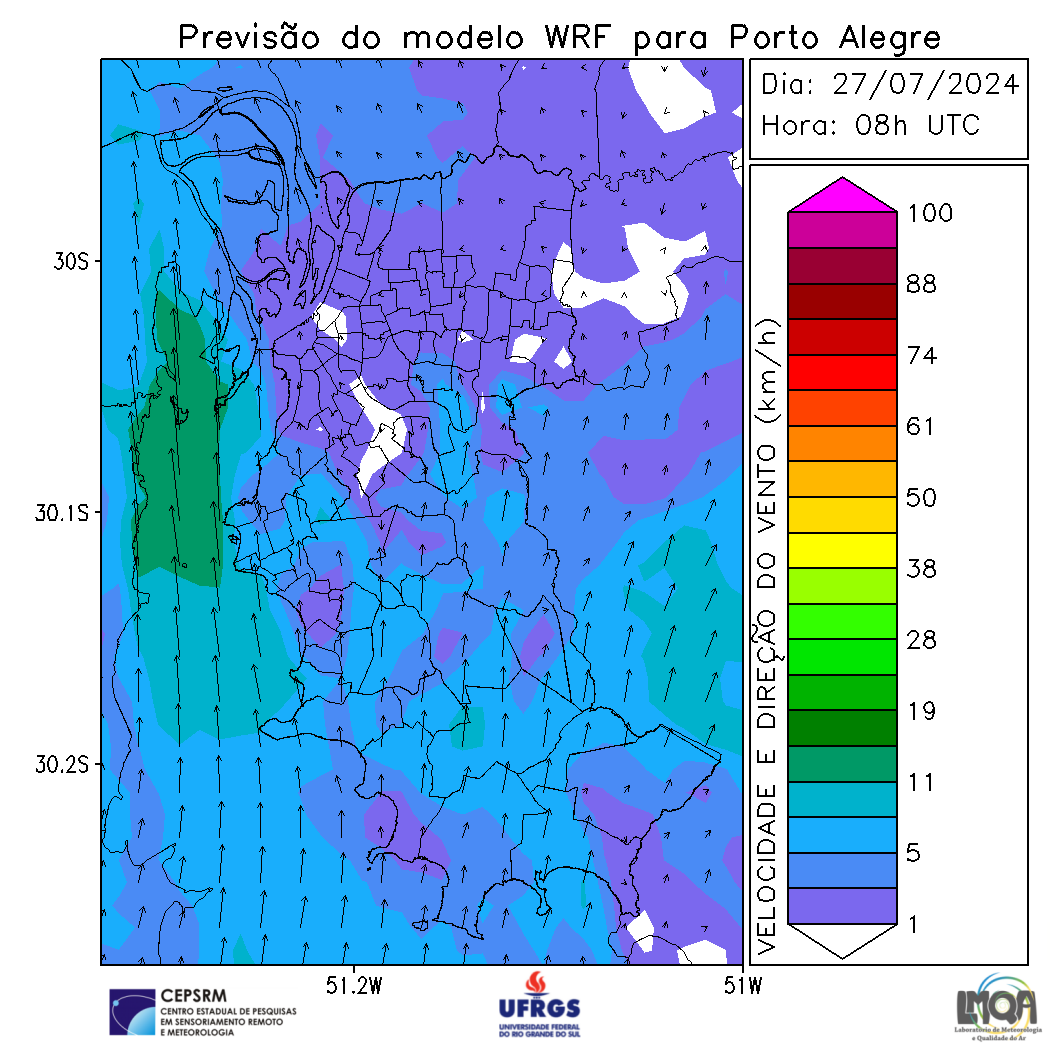 Previsão do modelo WRF para Porto Alegre
Dia: 27/07/2024
Hora: 08h UTC
30S
30.1S
30.2S
51.2W
51W
VELOCIDADE E DIREÇÃO DO VENTO (km/h)
100
88
74
61
50
38
28
19
11
5
1
CEPSRM
CENTRO ESTADUAL DE PESQUISAS
EM SENSORIAMENTO REMOTO
E METEOROLOGIA
UFRGS
UNIVERSIDADE FEDERAL
DO RIO GRANDE DO SUL
LMQA
Laboratório de Meteorologia
e Qualidade do Ar